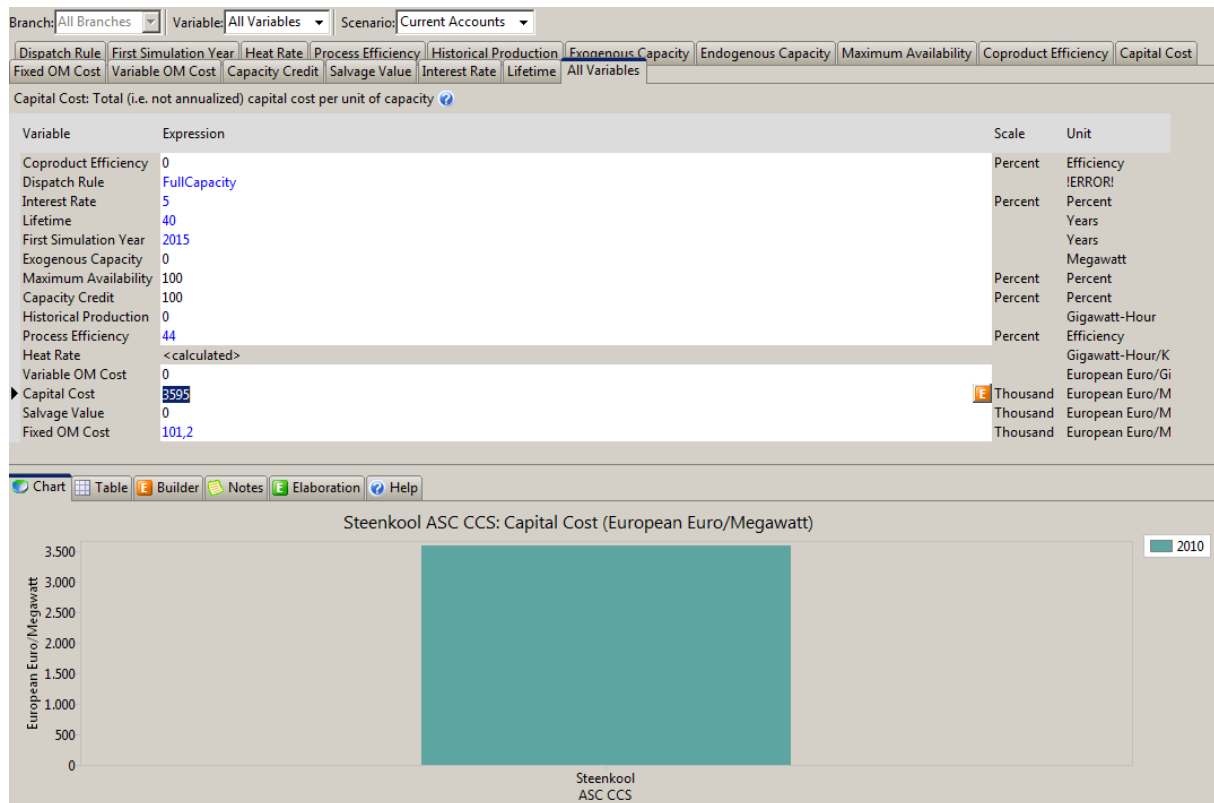 Branch: All Branches Variable: All Variables Scenario: Current Accounts
Dispatch Rule First Simulation Year Heat Rate Process Efficiency Historical Production Exogenous Capacity Endogenous Capacity Maximum Availability Coproduct Efficiency Capital Cost
Fixed OM Cost Variable OM Cost Capacity Credit Salvage Value Interest Rate Lifetime All Variables
Capital Cost: Total (i.e. not annualized) capital cost per unit of capacity ?
Variable Expression Scale Unit
Coproduct Efficiency 0 Percent Efficiency
Dispatch Rule FullCapacity !ERROR!
Interest Rate 5 Percent Percent
Lifetime 40 Years
First Simulation Year 2015 Years
Exogenous Capacity 0 Megawatt
Maximum Availability 100 Percent Percent
Capacity Credit 100 Percent Percent
Historical Production 0 Gigawatt-Hour
Process Efficiency 44 Percent Efficiency
Heat Rate <calculated> Gigawatt-Hour/K
Variable OM Cost 0 European Euro/Gi
Capital Cost 3595 E Thousand European Euro/M
Salvage Value 0 Thousand European Euro/M
Fixed OM Cost 101,2 Thousand European Euro/M
Chart Table E Builder Notes E Elaboration ? Help
Steenkool ASC CCS: Capital Cost (European Euro/Megawatt)
2010
European Euro/Megawatt
3.500
3.000
2.500
2.000
1.500
1.000
500
0
Steenkool
ASC CCS